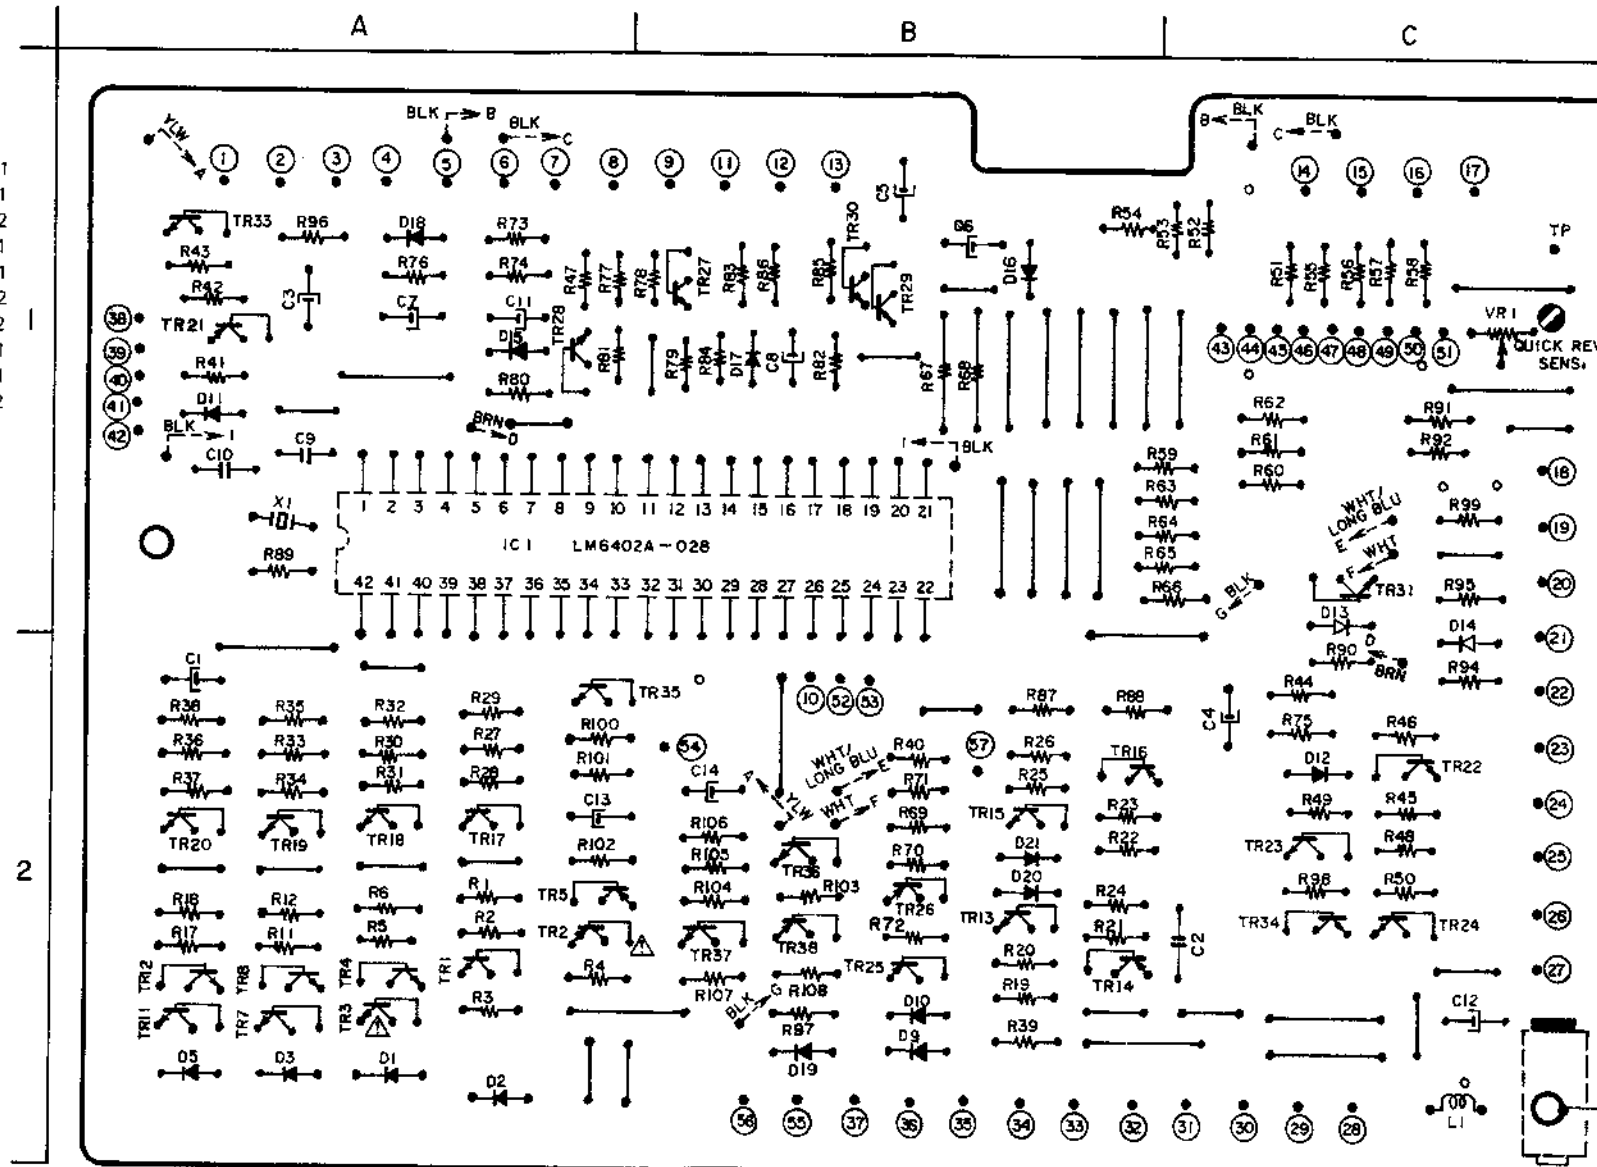 A B C
BLK B
BLK C
B BLK
C BLK
YLW A
1 2 3 4 5 6 7 8 9 11 12 13 14 15 16 17
C5
TR33 R96 D18 R73 TR30 R54 R53 R52 TP
R43 R76 R74 R47 R77 R78 TR27 R83 R86 R85 TR29 D16 R51 R55 R56 R57 R58
R42 C3 C7 C11
1
38 TR21 D15 TR28 R81 R79 R84 D17 C8 R82 R67 R68 VR1
39 43 44 45 46 47 48 49 50 51 QUICK REV
SENS.
40 R41 R80
41 D11 R62 R91
42 BLK I BRN D I BLK R61 R92
C10 C9 R59 R60 18
X1 R63 WHT/
LONG BLU E R99
1 2 3 4 5 6 7 8 9 10 11 12 13 14 15 16 17 18 19 20 21
IC1 LM6402A-028 R64 19
R89 R65 WHT F
42 41 40 39 38 37 36 35 34 33 32 31 30 29 28 27 26 25 24 23 22
R66 G BLK TR31 R95 20
D13 D14 21
C1 R90 D BRN R94
TR35 10 52 53 R87 R88 C4 R44 22
R38 R35 R32 R29 R100 R75 R46
R36 R33 R30 R27 54 R40 57 R26 TR16 23
R101 WHT/
LONG BLU E D12 TR22
R37 R34 R31 R28 C14 A YLW WHT F R71 R25
C13 R69 TR15 R23 R49 R45 24
TR20 TR19 TR18 TR17 R106 R22 TR23 R48
R102 R105 TR36 R70 D21 25
2
R18 R12 R6 R1 TR5 R104 R103 TR26 D20 R24 R98 R50
R17 R11 R5 R2 TR2 TR37 TR38 R72 TR13 R21 C2 TR34 TR24 26
TR12 TR8 TR4 TR1 R4 R107 R108 TR25 R20 TR14 27
TR11 TR7 TR3 R3 BLK G R97 D10 R19 C12
D5 D3 D1 D19 D9 R39
D2 L1
56 55 37 36 35 34 33 32 31 30 29 28